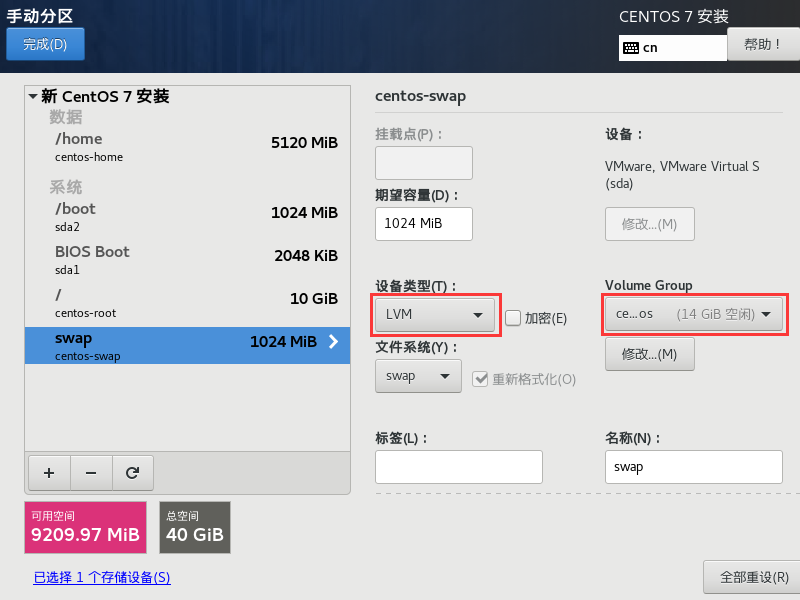 手动分区
CENTOS 7 安装
完成(D)
cn
帮助！
新 CentOS 7 安装
数据
/home
5120 MiB
centos-home
系统
/boot
1024 MiB
sda2
BIOS Boot
2048 KiB
sda1
/
10 GiB
centos-root
swap
1024 MiB
centos-swap
可用空间
9209.97 MiB
总空间
40 GiB
已选择 1 个存储设备(S)
centos-swap
挂载点(P)：
设备：
VMware, VMware Virtual S
(sda)
期望容量(D)：
1024 MiB
修改...(M)
设备类型(T)：
Volume Group
LVM
加密(E)
ce...os (14 GiB 空闲)
文件系统(Y)：
修改...(M)
swap
重新格式化(O)
标签(L)：
名称(N)：
swap
全部重设(R)